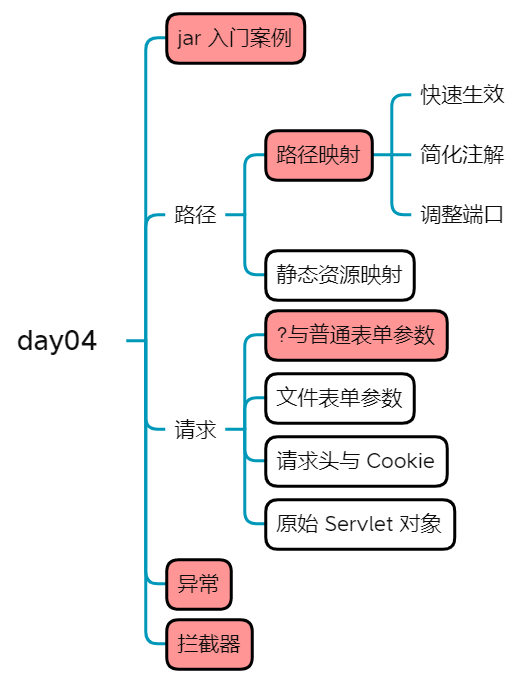 day04
jar 入门案例
路径
路径映射
快速生效
简化注解
调整端口
静态资源映射
请求
?与普通表单参数
文件表单参数
请求头与 Cookie
原始 Servlet 对象
异常
拦截器